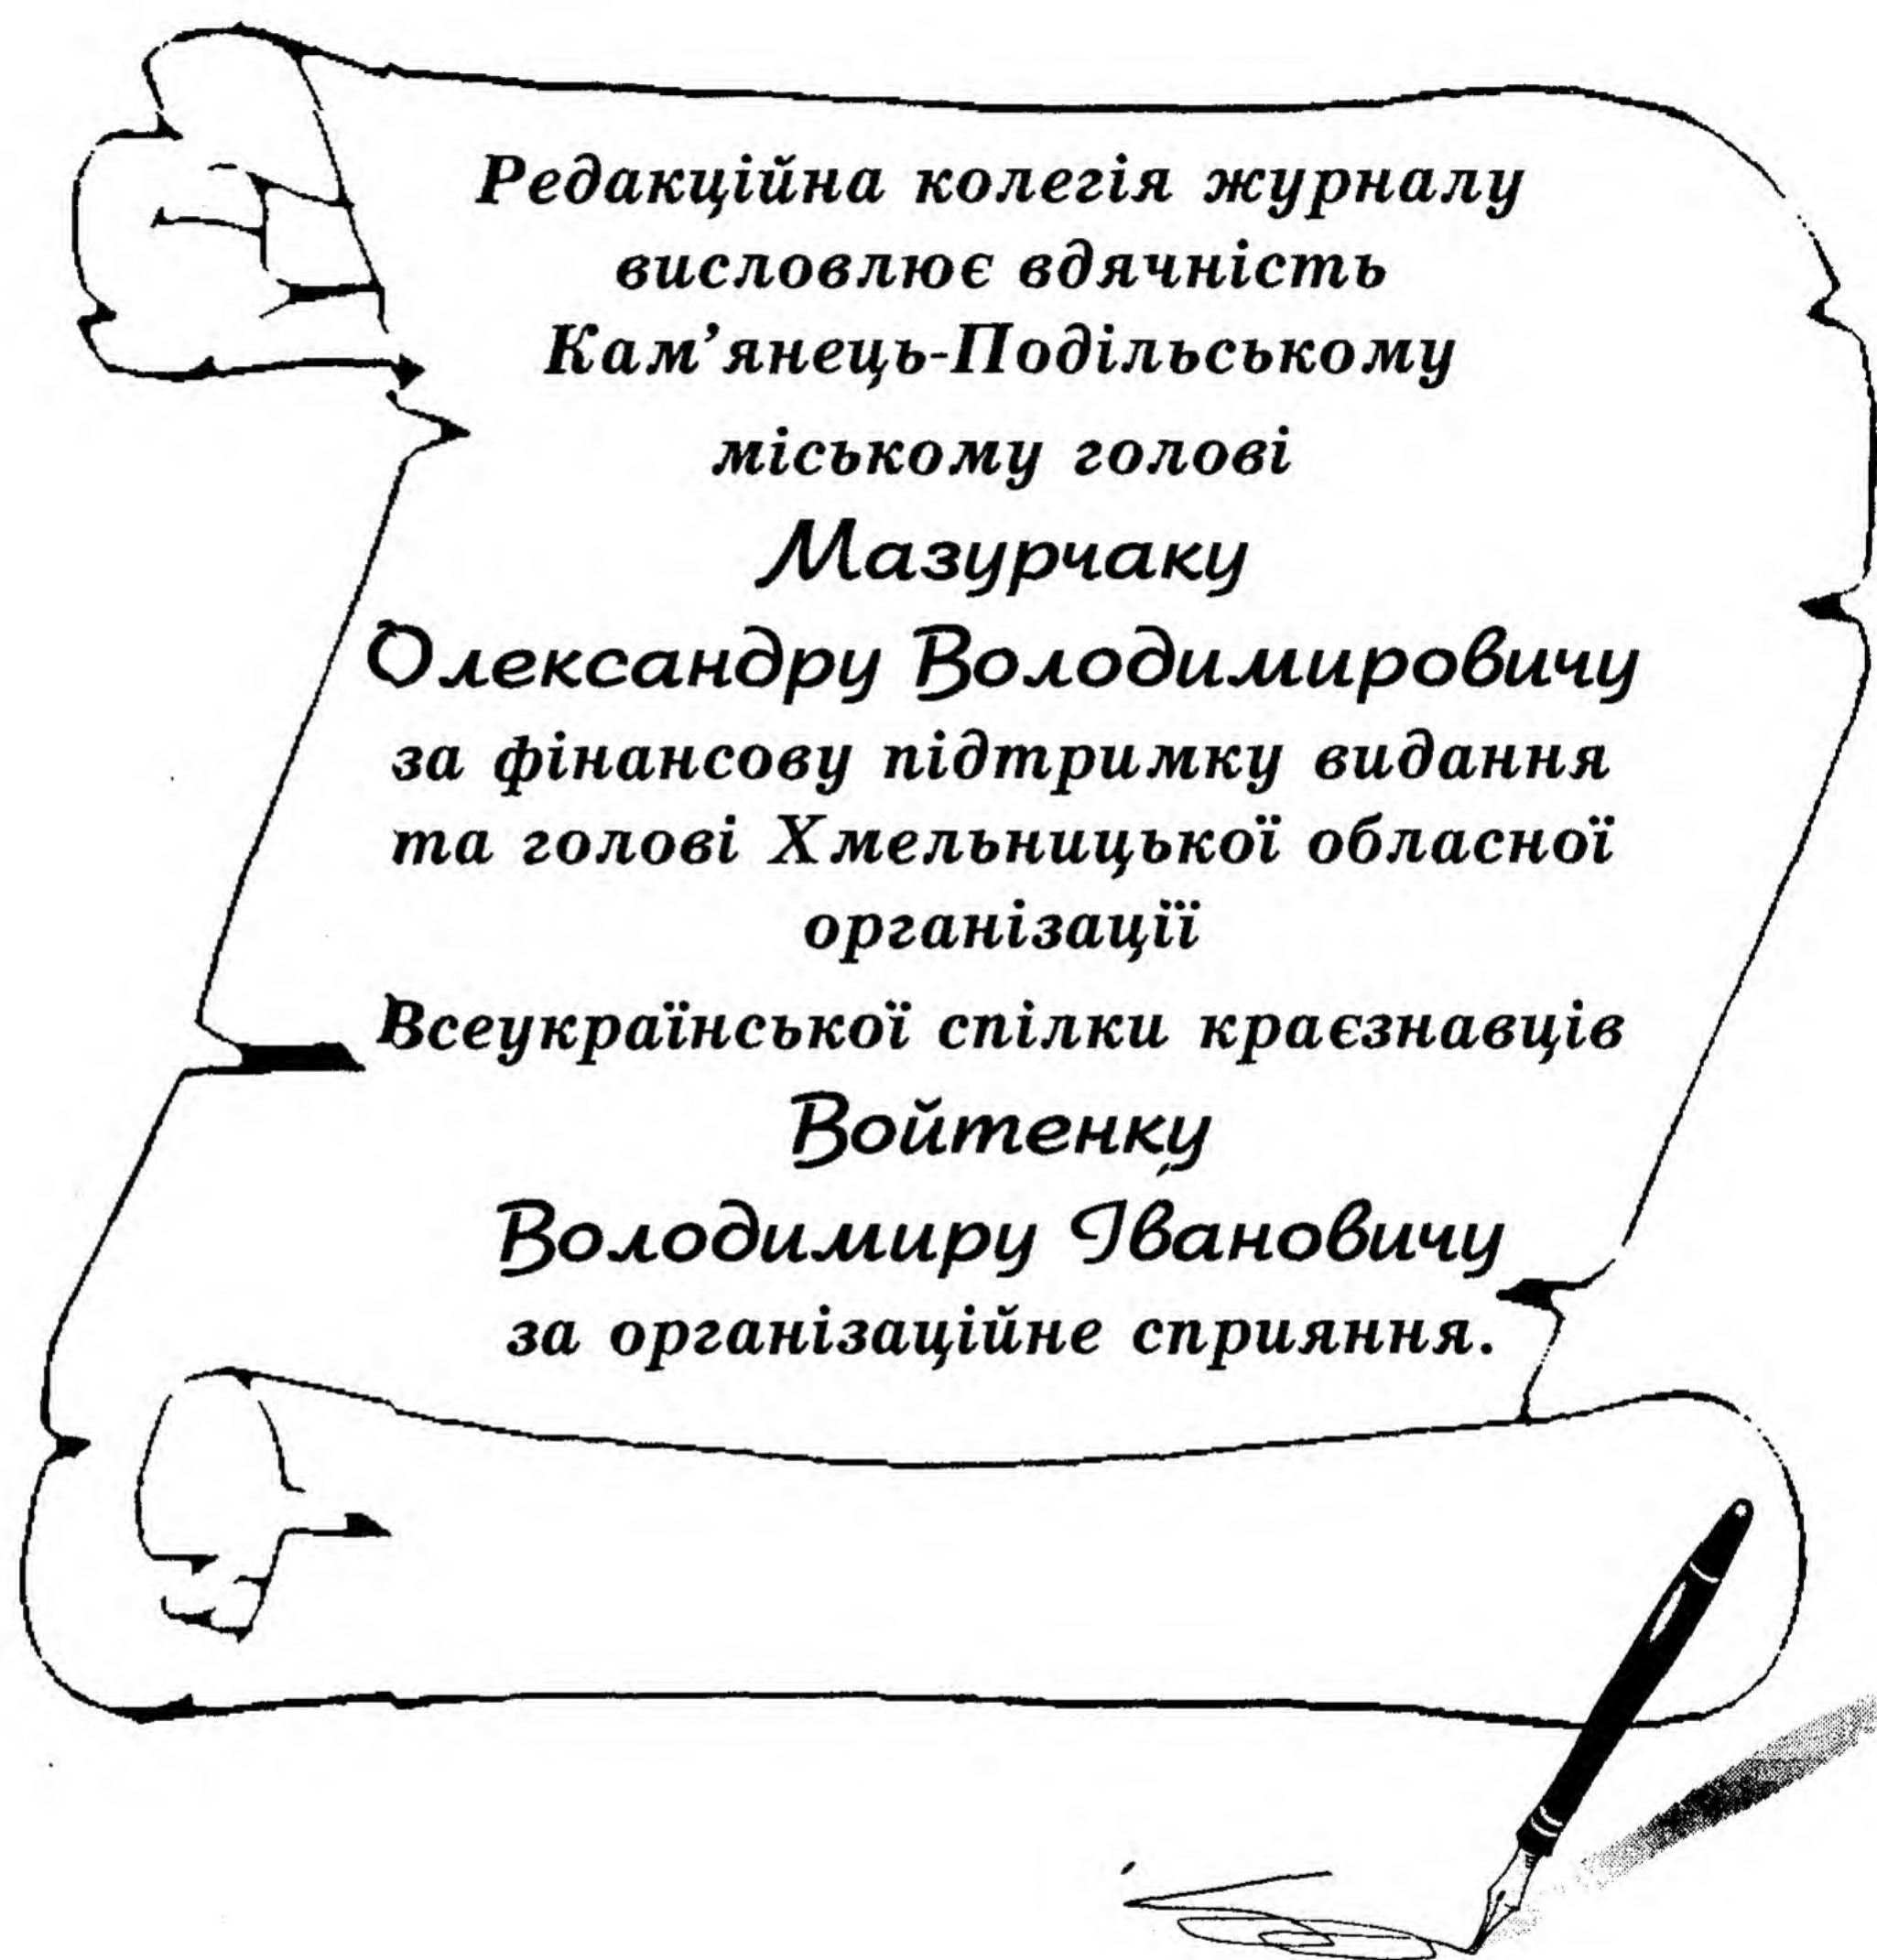 Редакційна колегія журналу
висловлює вдячність
Кам’янець-Подільському
міському голові
Мазурчаку
Олександру Володимировичу
за фінансову підтримку видання
та голові Хмельницької обласної
організації
Всеукраїнської спілки краєзнавців
Войтенку
Володимиру Івановичу
за організаційне сприяння.